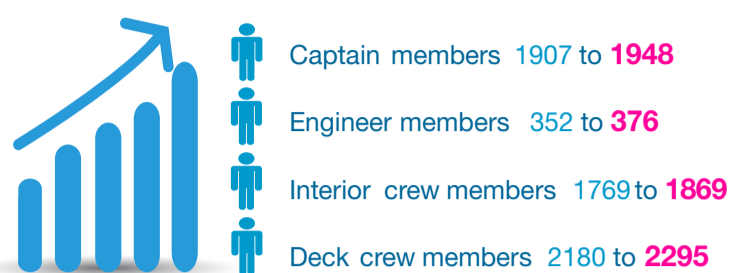 Captain members 1907 to 1948
Engineer members 352 to 376
Interior crew members 1769 to 1869
Deck crew members 2180 to 2295